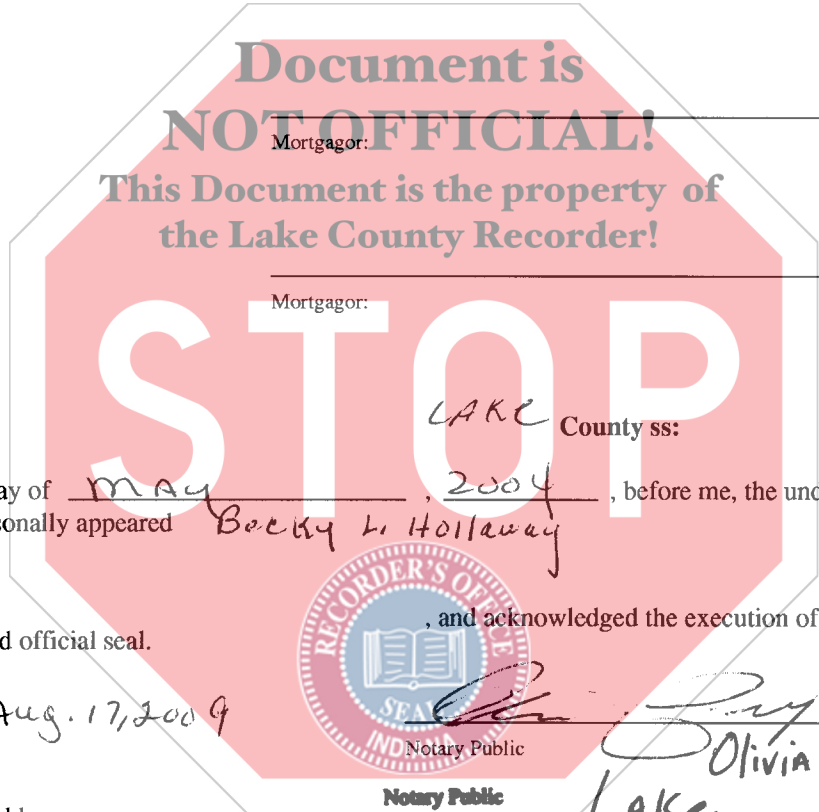 Document is
NOT OFFICIAL!
Mortgagor:
This Document is the property of
the Lake County Recorder!
Mortgagor:
STOP
LAKE County ss:
ay of MAY , 2004 , before me, the und
sonally appeared Becky L. Hollaway
RECORDER'S OFFICE
, and acknowledged the execution of
d official seal.
SEAL
INDIANA
Aug. 17, 2009
Notary Public
Olivia
Notary Public
LAKE